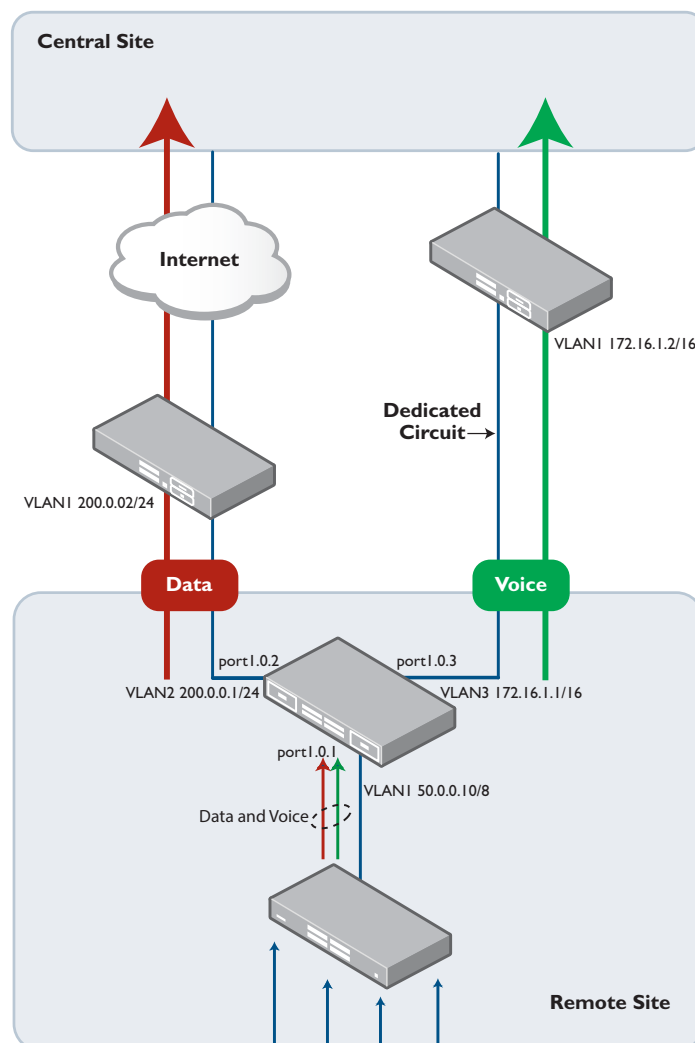 Central Site
Internet
VLAN1 172.16.1.2/16
Dedicated
Circuit
VLAN1 200.0.02/24
Data
Voice
port1.0.2
port1.0.3
VLAN2 200.0.0.1/24
VLAN3 172.16.1.1/16
port1.0.1
VLAN1 50.0.0.10/8
Data and Voice
Remote Site